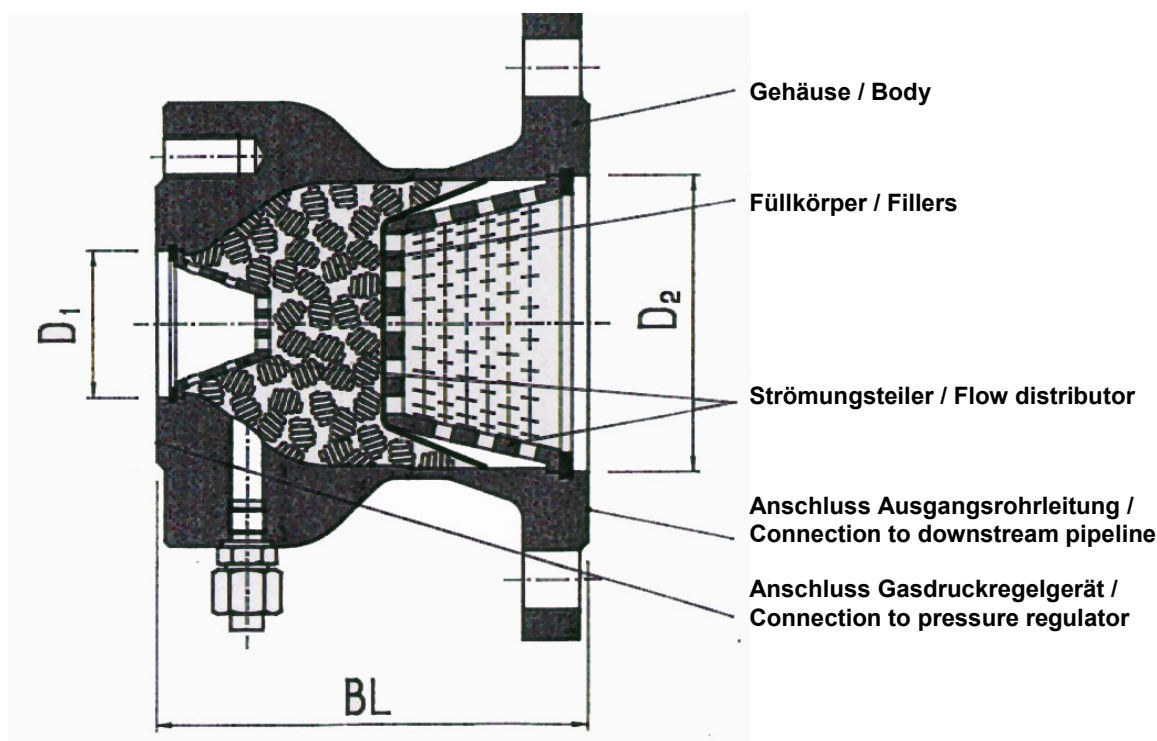 Gehäuse / Body
Füllkörper / Fillers
D₁
D₂
Strömungsteiler / Flow distributor
Anschluss Ausgangsrohrleitung /
Connection to downstream pipeline
Anschluss Gasdruckregelgerät /
Connection to pressure regulator
BL